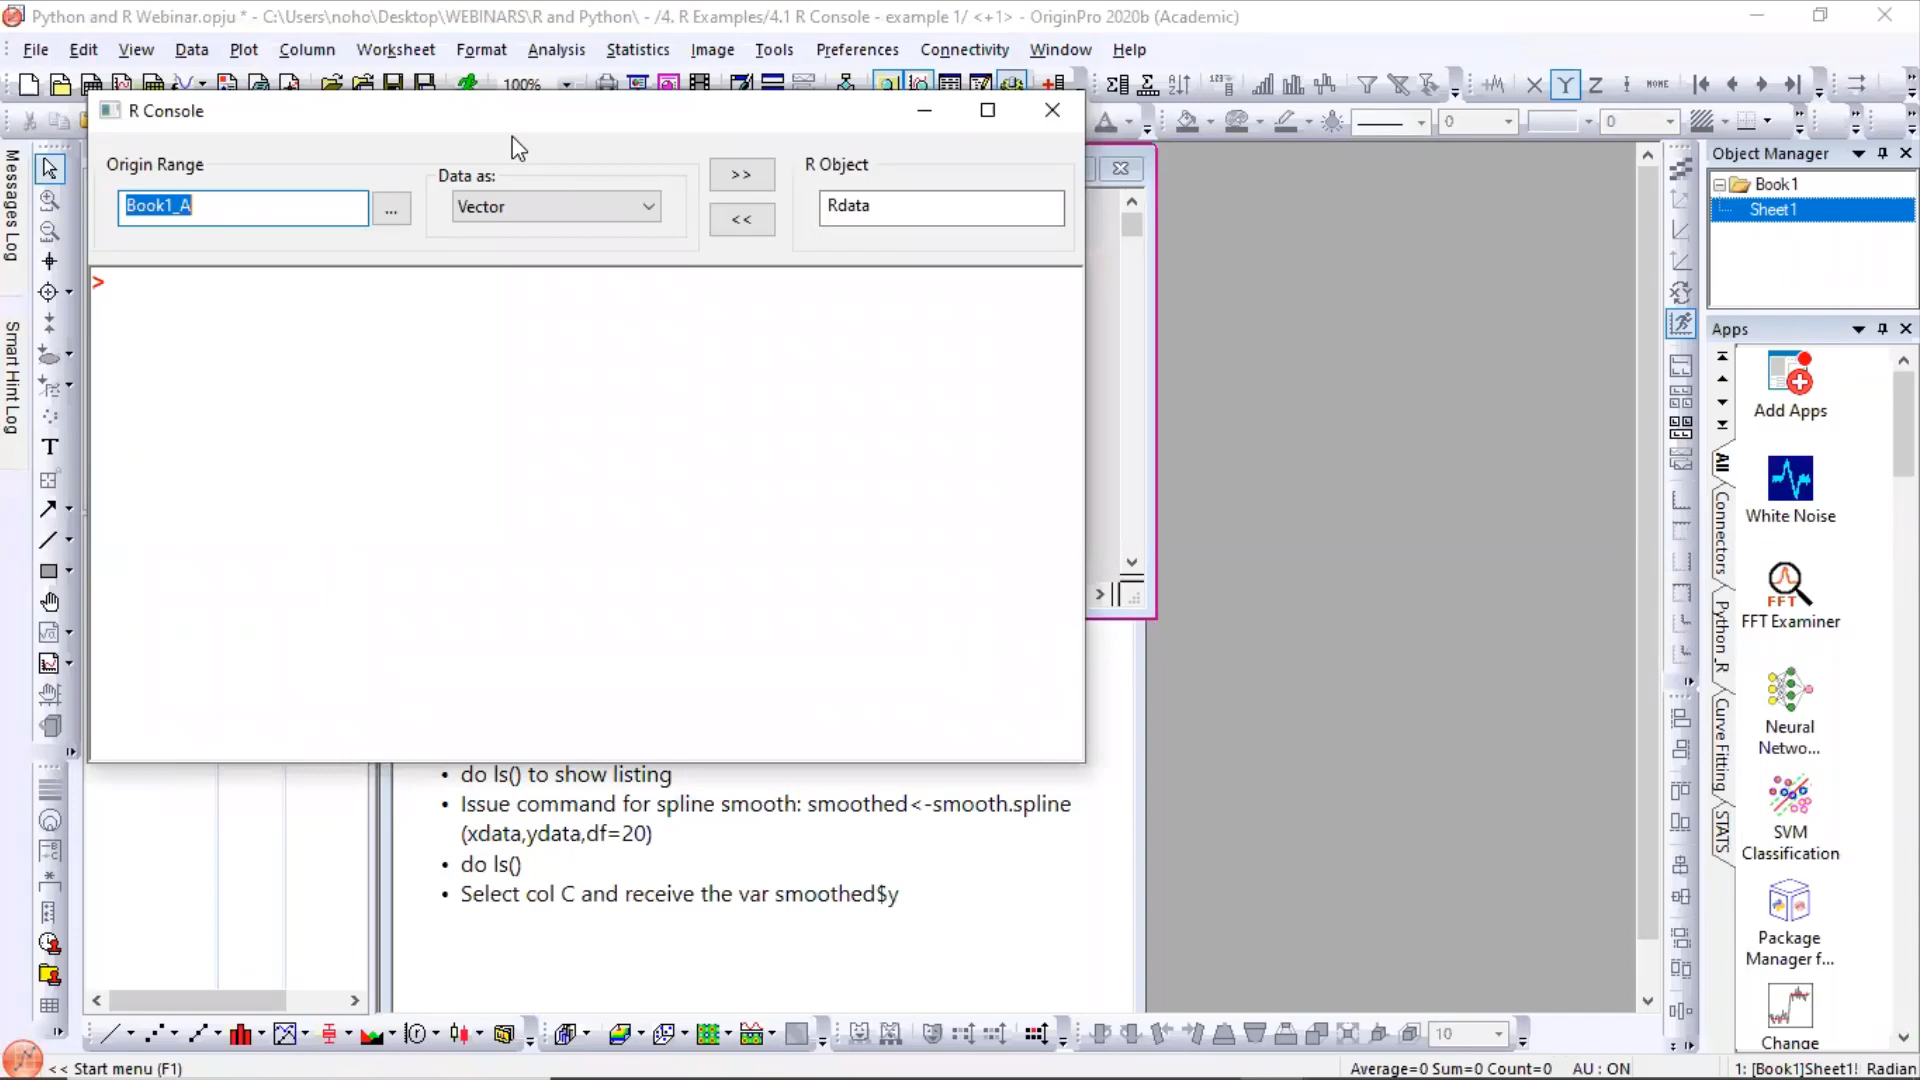 Python and R Webinar.opju * - C:\Users\noho\Desktop\WEBINARS\R and Python\ - /4. R Examples/4.1 R Console - example 1/ <+1> - OriginPro 2020b (Academic)
File Edit View Data Plot Column Worksheet Format Analysis Statistics Image Tools Preferences Connectivity Window Help
100%
X Y Z HOME
R Console
0 0
Origin Range
Data as:
>>
R Object
Book1_A
...
Vector
<<
Rdata
>
Messages Log
Smart Hint Log
T
Object Manager
Book1
Sheet1
Apps
Add Apps
White Noise
FFT
FFT Examiner
Neural
Netwo...
SVM
Classification
Package
Manager f...
Change
All
Connectors
Python_R
Curve Fitting
STATS
• do ls() to show listing
• Issue command for spline smooth: smoothed<-smooth.spline
(xdata,ydata,df=20)
• do ls()
• Select col C and receive the var smoothed$y
10
<< Start menu (F1)
Average=0 Sum=0 Count=0 AU : ON 1: [Book1]Sheet1! Radian